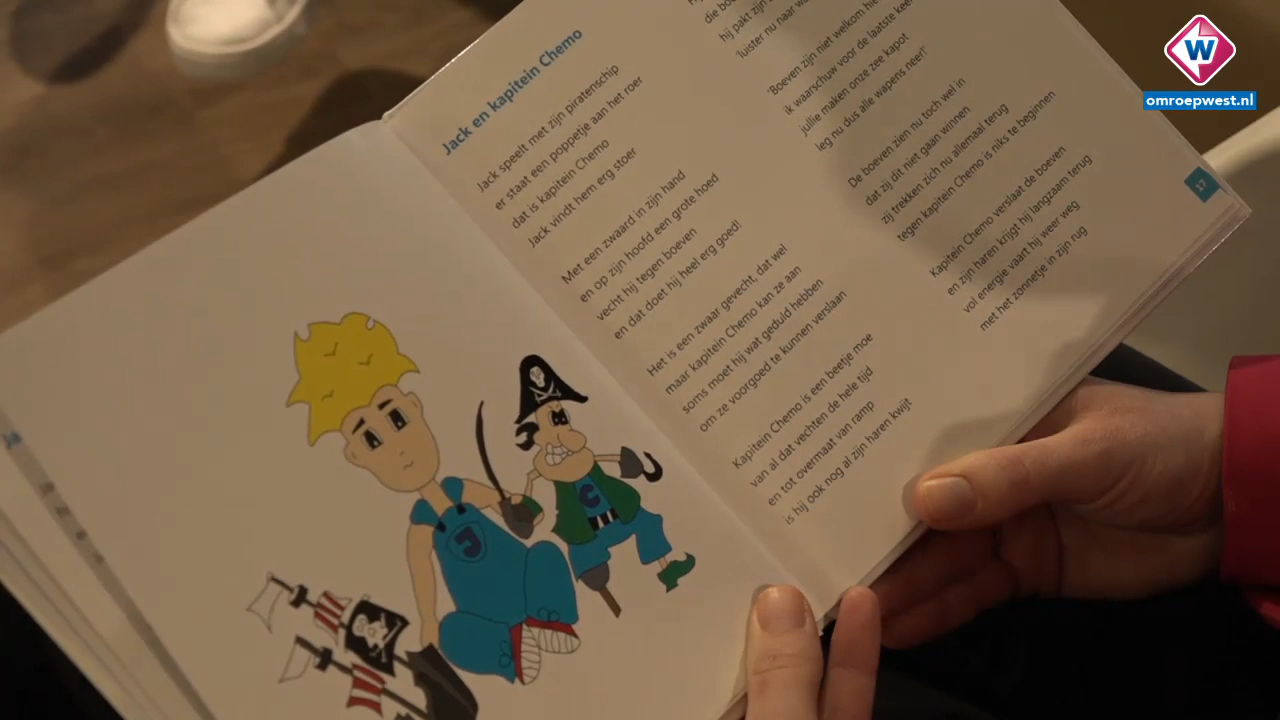 Jack en kapitein Chemo
Jack speelt met zijn piratenschip
er staat een poppetje aan het roer
dat is kapitein Chemo
Jack vindt hem erg stoer
Met een zwaard in zijn hand
en op zijn hoofd een grote hoed
vecht hij tegen boeven
en dat doet hij heel erg goed!
Het is een zwaar gevecht, dat wel
maar kapitein Chemo kan ze aan
soms moet hij wat geduld hebben
om ze voorgoed te kunnen verslaan
Kapitein Chemo is een beetje moe
van al dat vechten de hele tijd
en tot overmaat van ramp
is hij ook nog al zijn haren kwijt
die
hij pakt zijn
'luister nu naar
'Boeven zijn niet welkom
ik waarschuw voor de laatste keer
jullie maken onze zee kapot
leg nu dus alle wapens neer!'
De boeven zien nu toch wel in
dat zij dit niet gaan winnen
zij trekken zich nu allemaal terug
tegen kapitein Chemo is niks te beginnen
Kapitein Chemo verslaat de boeven
en zijn haren krijgt hij langzaam terug
vol energie vaart hij weer weg
met het zonnetje in zijn rug
17
J
C
Ja
W
omroepwest.nl